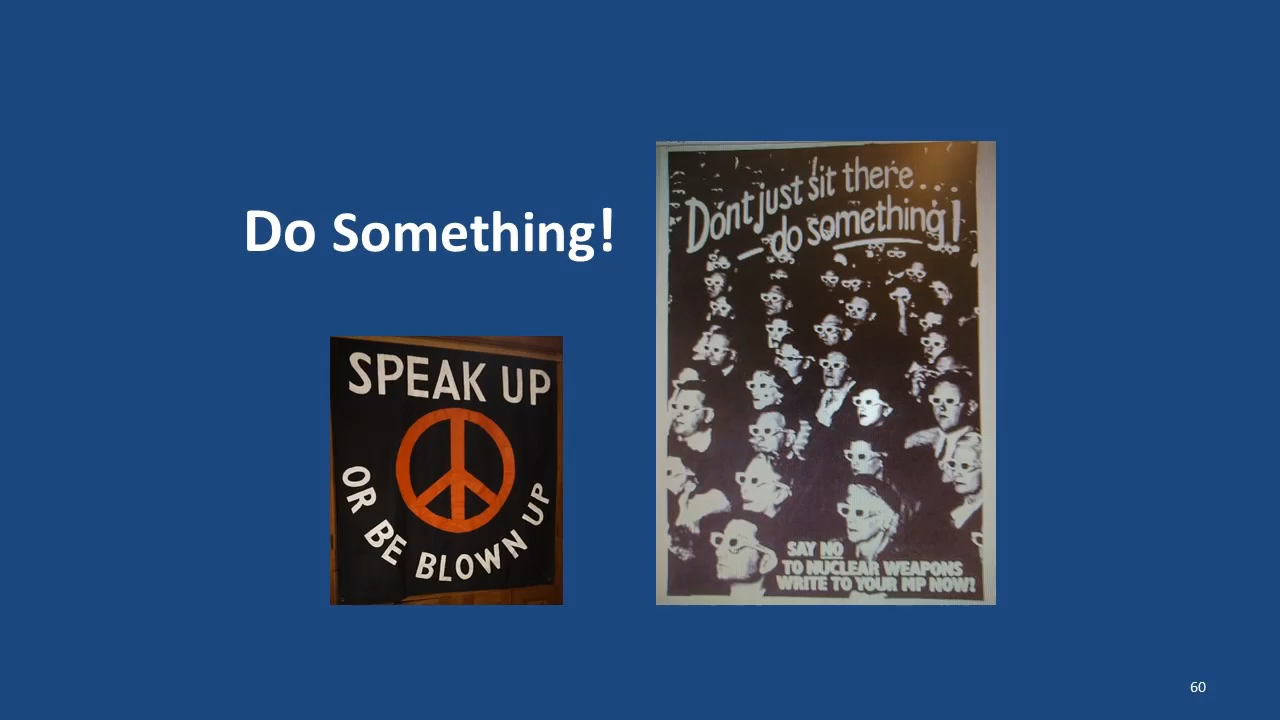 Do Something!
SPEAK UP
OR BE BLOWN UP
Dont just sit there...
do something!
SAY NO
TO NUCLEAR WEAPONS
WRITE TO YOUR MP NOW!
60